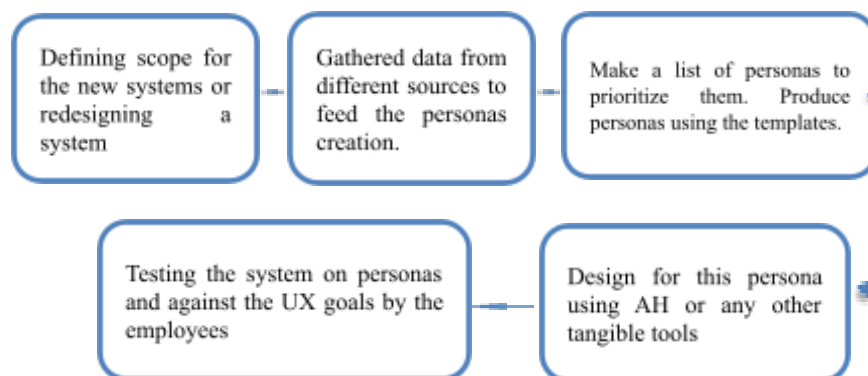 Defining scope for
the new systems or
redesigning a
system
Gathered data from
different sources to
feed the personas
creation.
Make a list of personas to
prioritize them. Produce
personas using the templates.
Testing the system on personas
and against the UX goals by the
employees
Design for this persona
using AH or any other
tangible tools